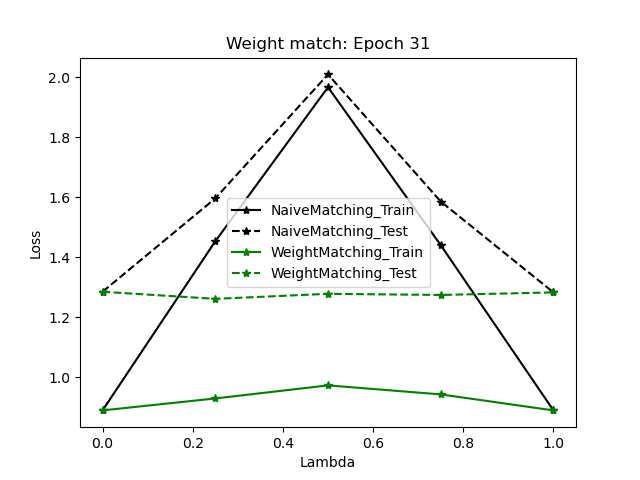 Weight match: Epoch 31
Loss
2.0
1.8
1.6
1.4
1.2
1.0
NaiveMatching_Train
NaiveMatching_Test
WeightMatching_Train
WeightMatching_Test
0.0 0.2 0.4 0.6 0.8 1.0
Lambda